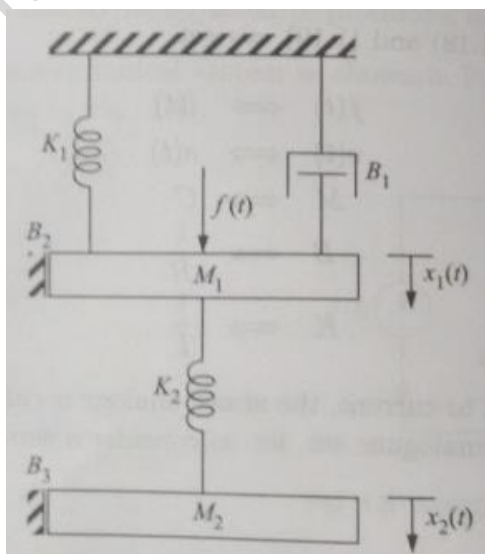 K₁
B₁
f(t)
B₂
M₁
x₁(t)
K₂
B₃
M₂
x₂(t)